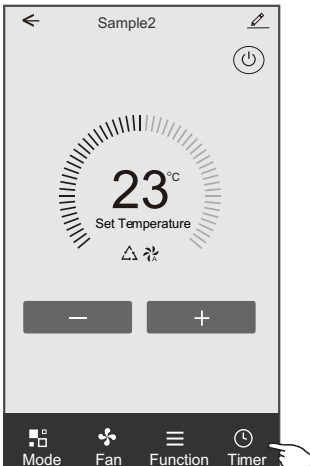 Sample2
23°C
Set Temperature
A
Mode Fan Function Timer